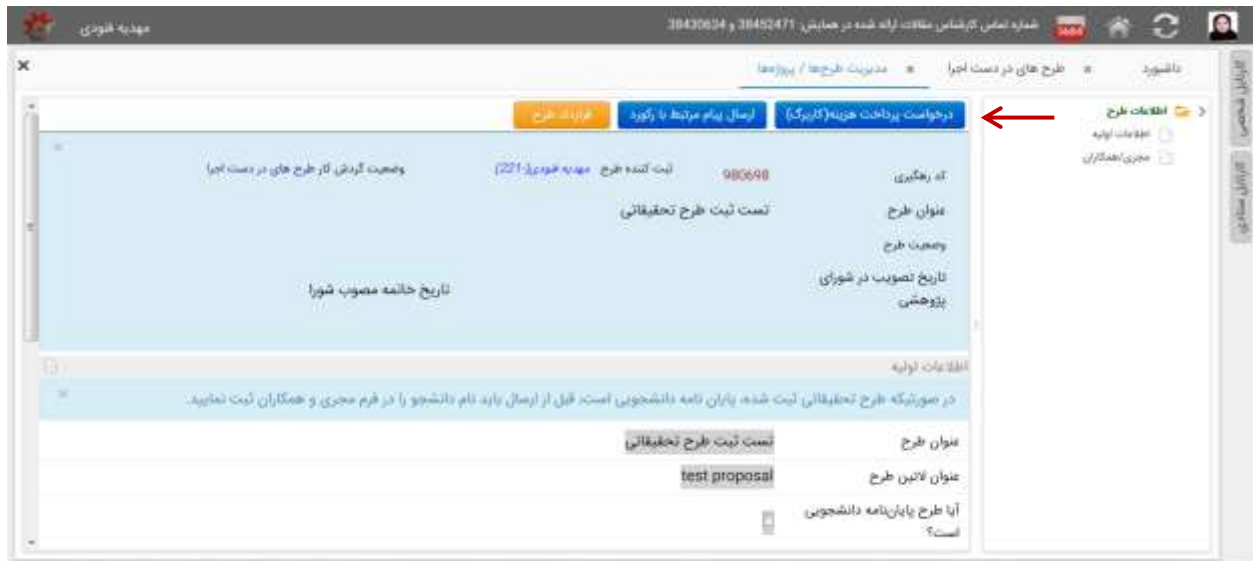 شماره تماس کارشناس مقالات ارائه شده در همایش: 38452471 و 38430634
مهدیه قنودی
داشبورد
طرح های در دست اجرا
مدیریت طرح‌ها / پروژه‌ها
کارتابل شخصی
کارتابل ستادی
اطلاعات طرح
اطلاعات اولیه
مجری/همکاران
درخواست پرداخت هزینه(کاربرگ)
ارسال پیام مرتبط با رکورد
قرارداد طرح
کد رهگیری 980698 ثبت کننده طرح وضعیت گردش کار طرح های در دست اجرا
عنوان طرح تست ثبت طرح تحقیقاتی
وضعیت طرح
تاریخ تصویب در شورای پژوهشی تاریخ خاتمه مصوب شورا
اطلاعات اولیه
در صورتیکه طرح تحقیقاتی ثبت شده، پایان نامه دانشجویی است، قبل از ارسال باید نام دانشجو را در فرم مجری و همکاران ثبت نمایید.
عنوان طرح تست ثبت طرح تحقیقاتی
عنوان لاتین طرح test proposal
آیا طرح پایان‌نامه دانشجویی است؟